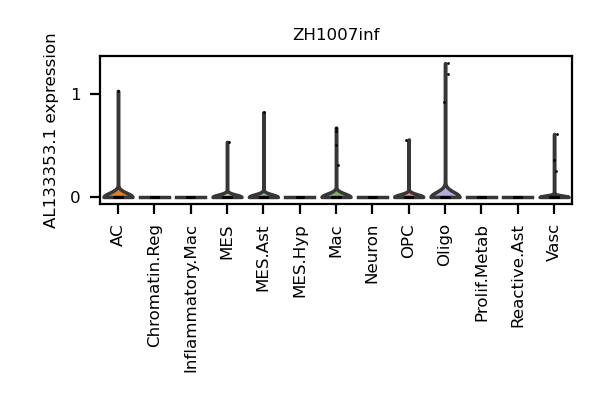 ZH1007inf
AL133353.1 expression
1
0
AC
Chromatin.Reg
Inflammatory.Mac
MES
MES.Ast
MES.Hyp
Mac
Neuron
OPC
Oligo
Prolif.Metab
Reactive.Ast
Vasc